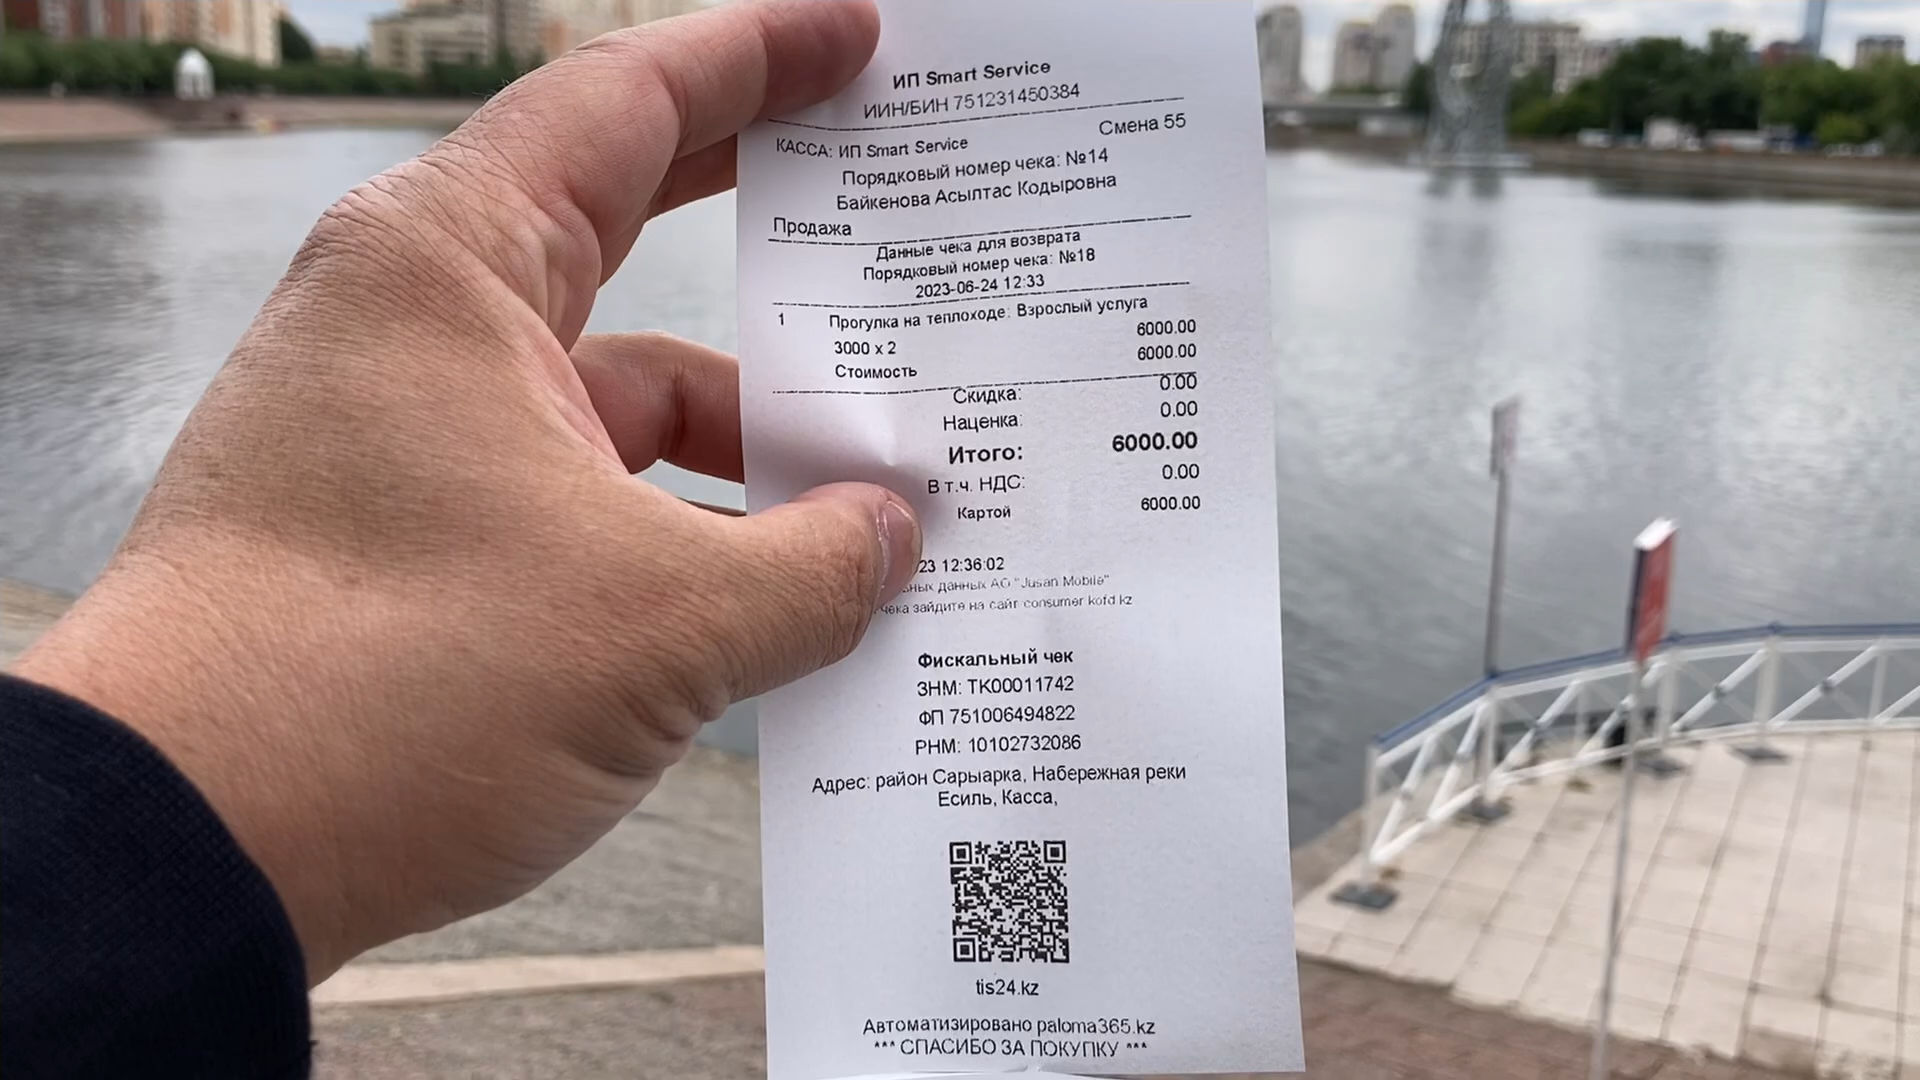 ИП Smart Service
ИИН/БИН 751231450384
КАССА: ИП Smart Service Смена 55
Порядковый номер чека: №14
Байкенова Асылтас Кодыровна
Продажа
Данные чека для возврата
Порядковый номер чека: №18
2023-06-24 12:33
1 Прогулка на теплоходе: Взрослый услуга
3000 x 2 6000.00
Стоимость 6000.00
Скидка: 0.00
Наценка: 0.00
Итого: 6000.00
В т.ч. НДС: 0.00
Картой 6000.00
23 12:36:02
данных АО "Jusan Mobile"
чека зайдите на сайт consumer kofd.kz
Фискальный чек
ЗНМ: TK00011742
ФП 751006494822
РНМ: 10102732086
Адрес: район Сарыарка, Набережная реки
Есиль, Касса,
tis24.kz
Автоматизировано paloma365.kz
*** СПАСИБО ЗА ПОКУПКУ ***